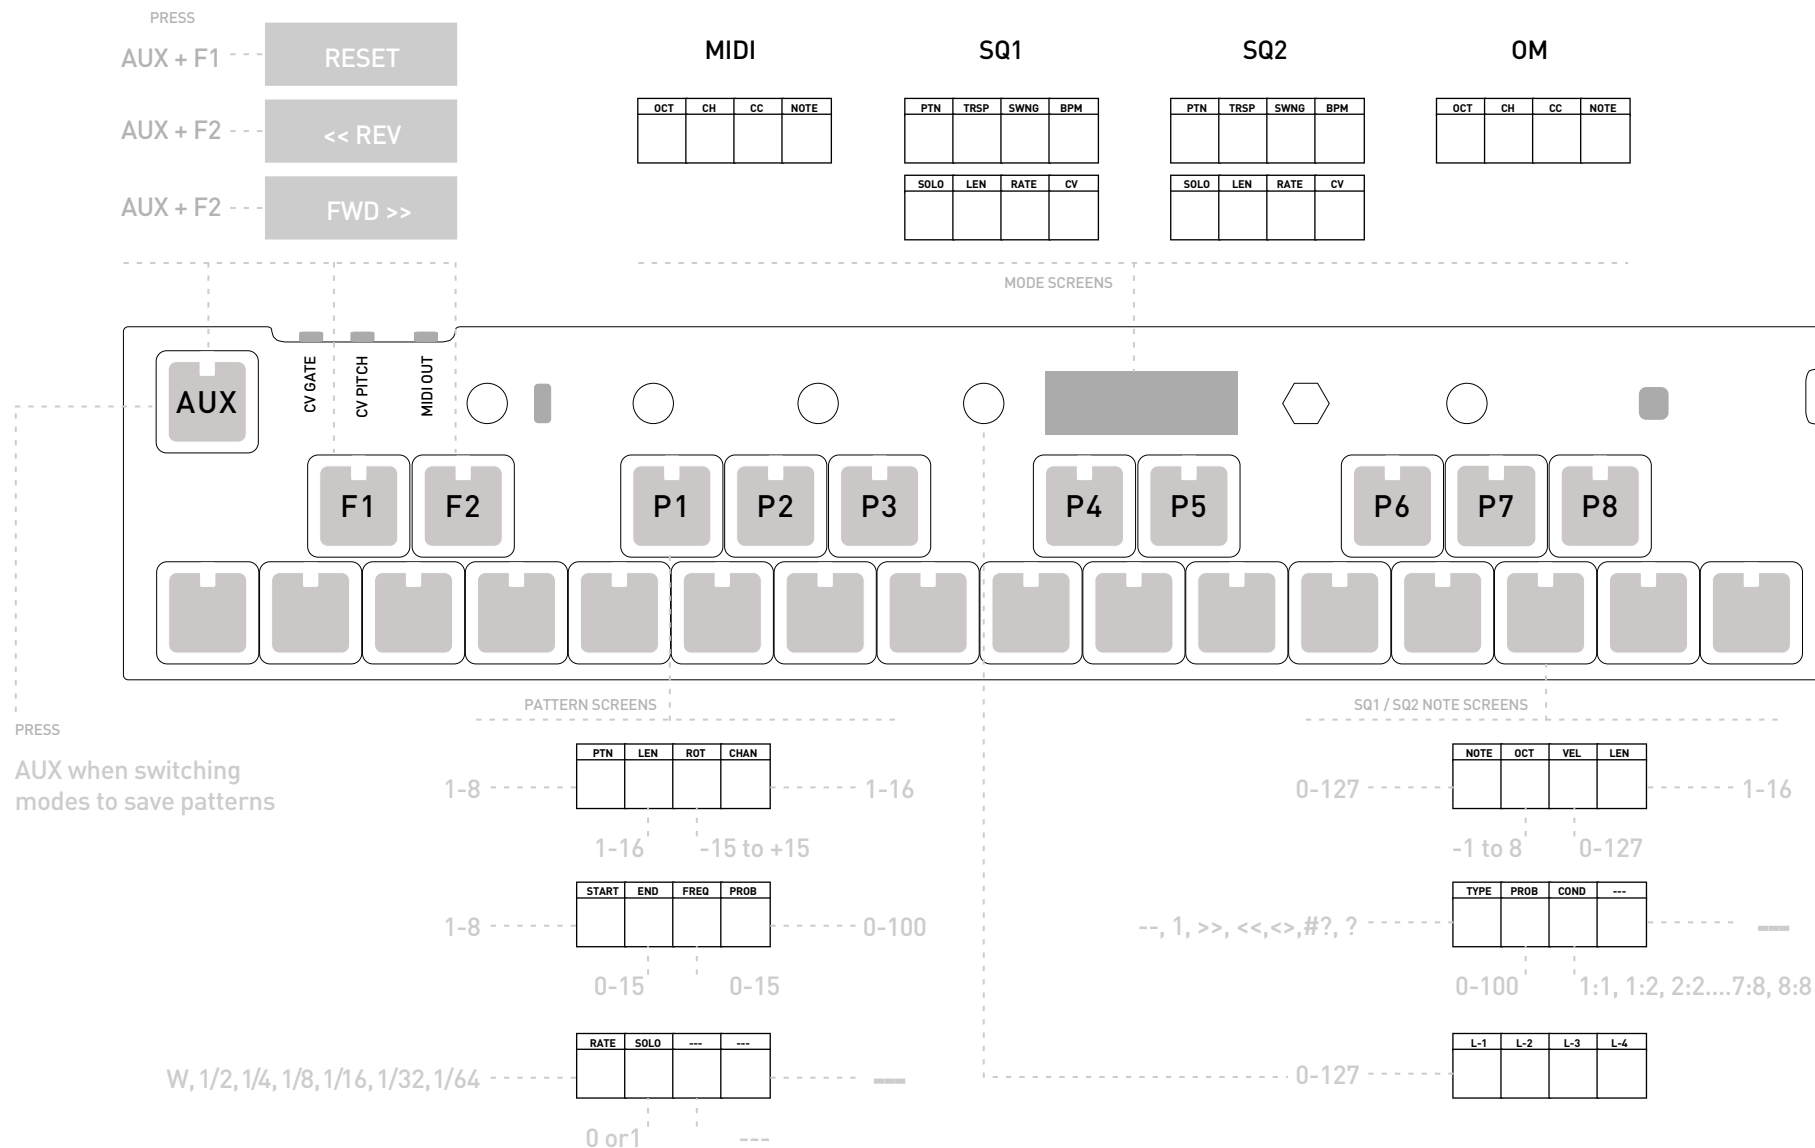 PRESS
AUX + F1
RESET
AUX + F2
<< REV
AUX + F2
FWD >>
MIDI
SQ1
SQ2
OM
OCT CH CC NOTE
PTN TRSP SWNG BPM
PTN TRSP SWNG BPM
OCT CH CC NOTE
SOLO LEN RATE CV
SOLO LEN RATE CV
MODE SCREENS
AUX
CV GATE
CV PITCH
MIDI OUT
F1
F2
P1
P2
P3
P4
P5
P6
P7
P8
PRESS
AUX when switching
modes to save patterns
PATTERN SCREENS
PTN LEN ROT CHAN
1-8
1-16
1-16
-15 to +15
START END FREQ PROB
1-8
0-100
0-15
0-15
RATE SOLO --- ---
W, 1/2, 1/4, 1/8, 1/16, 1/32, 1/64
---
0 or1
---
SQ1 / SQ2 NOTE SCREENS
NOTE OCT VEL LEN
0-127
1-16
-1 to 8
0-127
TYPE PROB COND ---
--, 1, >>, <<,<>,#?, ?
---
0-100
1:1, 1:2, 2:2....7:8, 8:8
L-1 L-2 L-3 L-4
0-127